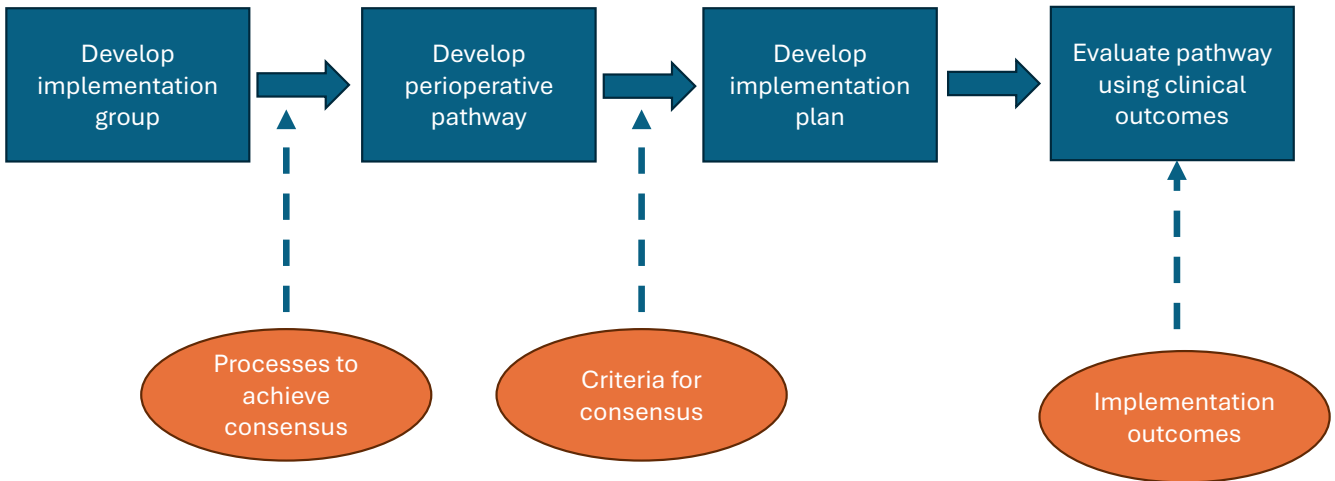 Develop
implementation
group
Develop
perioperative
pathway
Develop
implementation
plan
Evaluate pathway
using clinical
outcomes
Processes to
achieve
consensus
Criteria for
consensus
Implementation
outcomes